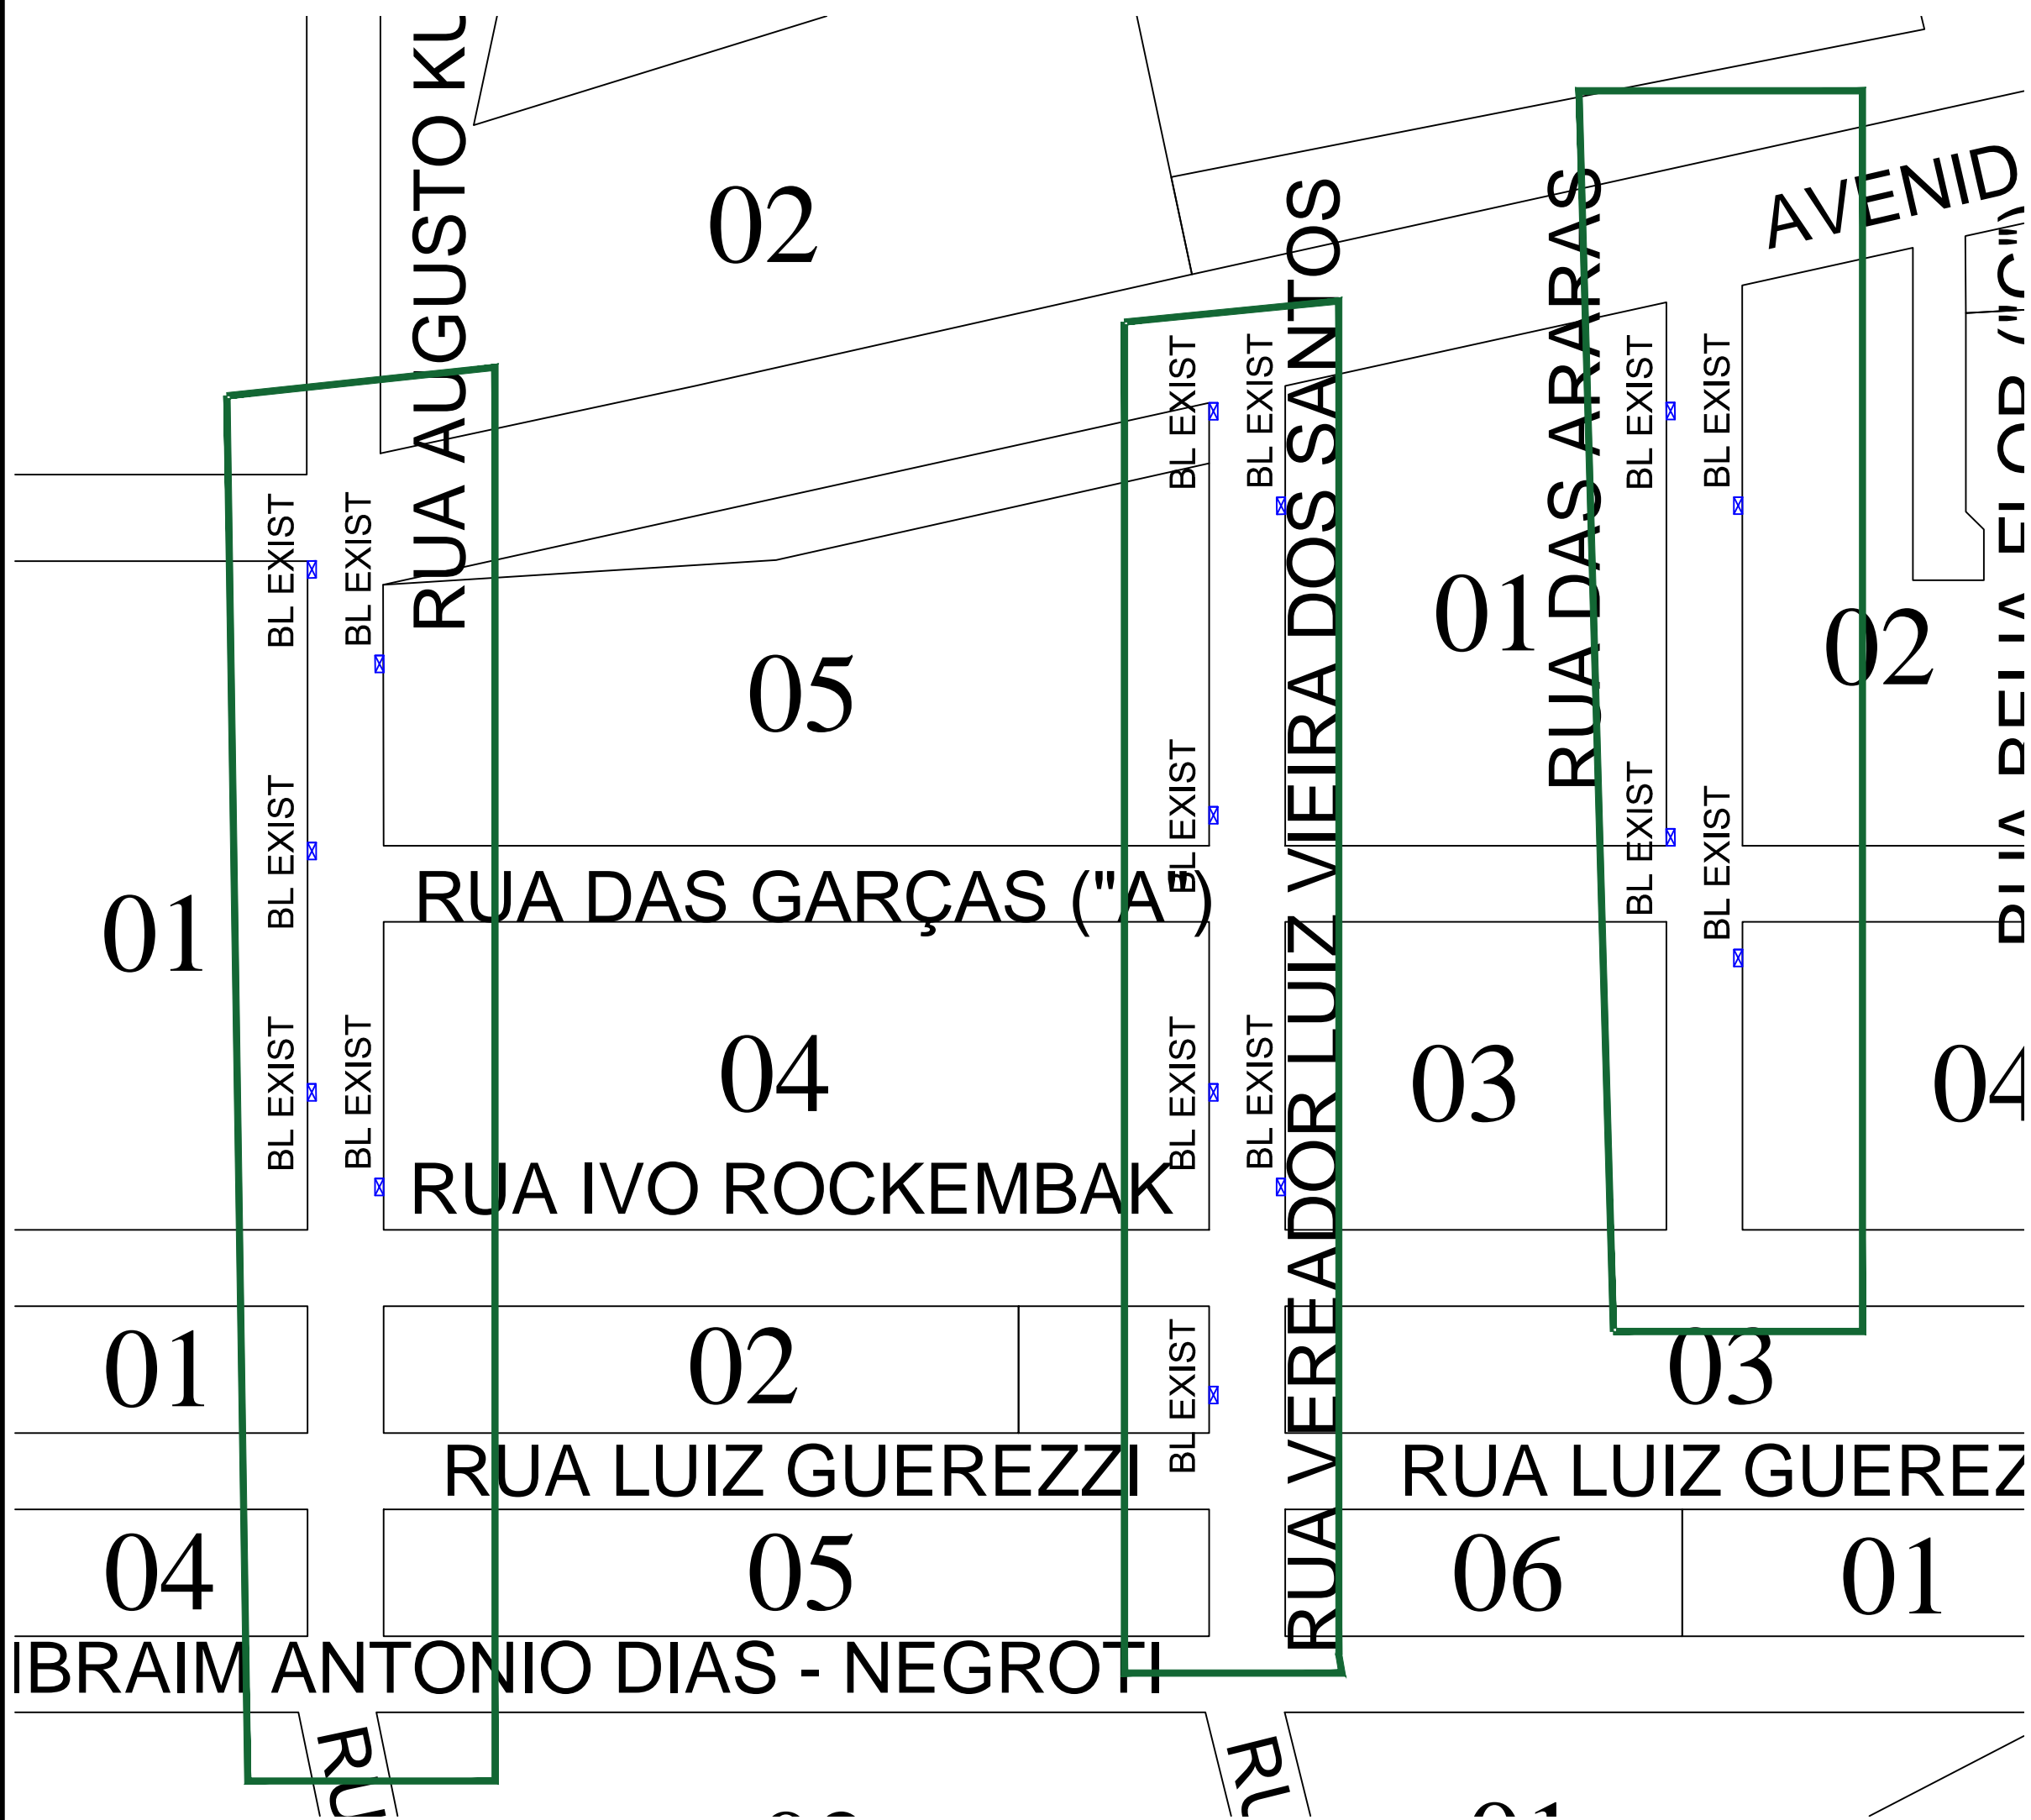 RUA AUGUSTO
02
RUA VEREADOR LUIZ VIEIRA DOS SANTOS
RUA DAS ARARAS
AVENID
BL EXIST
BL EXIST
BL EXIST
BL EXIST
BL EXIST
BL EXIST
01
02
05
BL EXIST
BL EXIST
BL EXIST
BL EXIST
01
RUA DAS GARÇAS ("A")
04
03
04
BL EXIST
BL EXIST
BL EXIST
BL EXIST
RUA IVO ROCKEMBAK
01
02
BL EXIST
03
RUA LUIZ GUEREZZI
RUA LUIZ GUEREZ
04
05
06
01
IBRAIM ANTONIO DIAS - NEGROTI